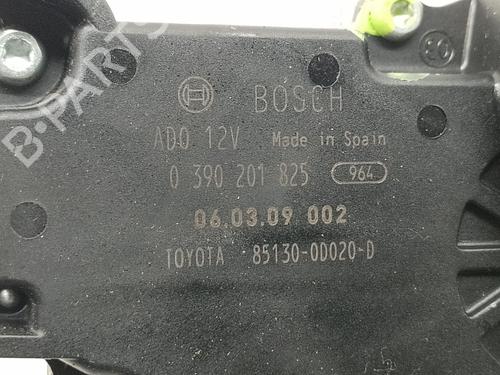 B-PARTS
BOSCH
ADO 12V Made in Spain
0 390 201 825 964
06.03.09 002
TOYOTA 85130-0D020-D